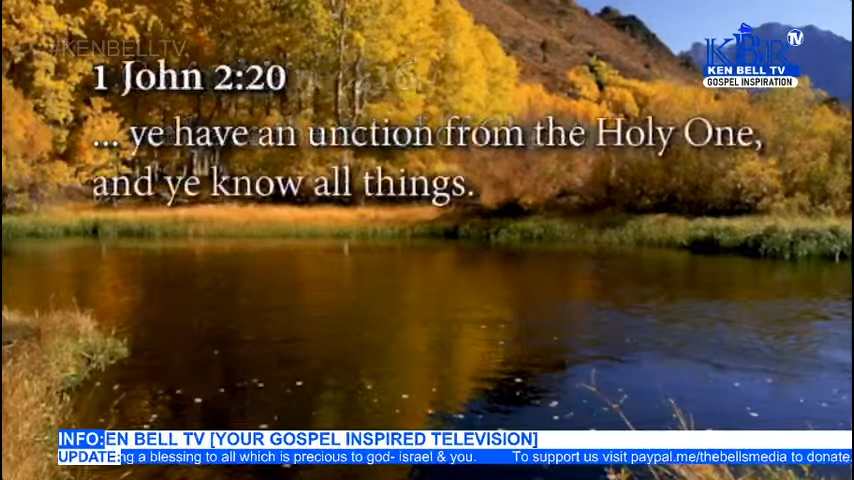 #KENBELLTV
KBR TV
KEN BELL TV
GOSPEL INSPIRATION
1 John 2:20
... ye have an unction from the Holy One,
and ye know all things.
INFO: EN BELL TV [YOUR GOSPEL INSPIRED TELEVISION]
UPDATE: ng a blessing to all which is precious to god- israel & you. To support us visit paypal.me/thebellsmedia to donate.